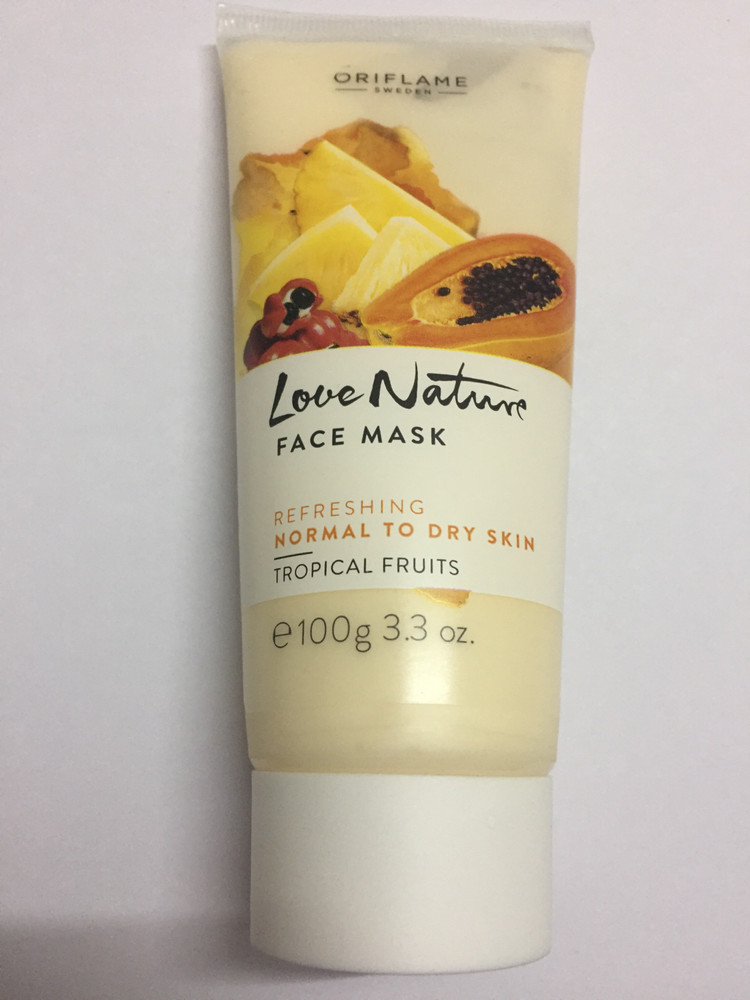 ORIFLAME
SWEDEN
Love Nature
FACE MASK
REFRESHING
NORMAL TO DRY SKIN
TROPICAL FRUITS
℮100g 3.3 oz.